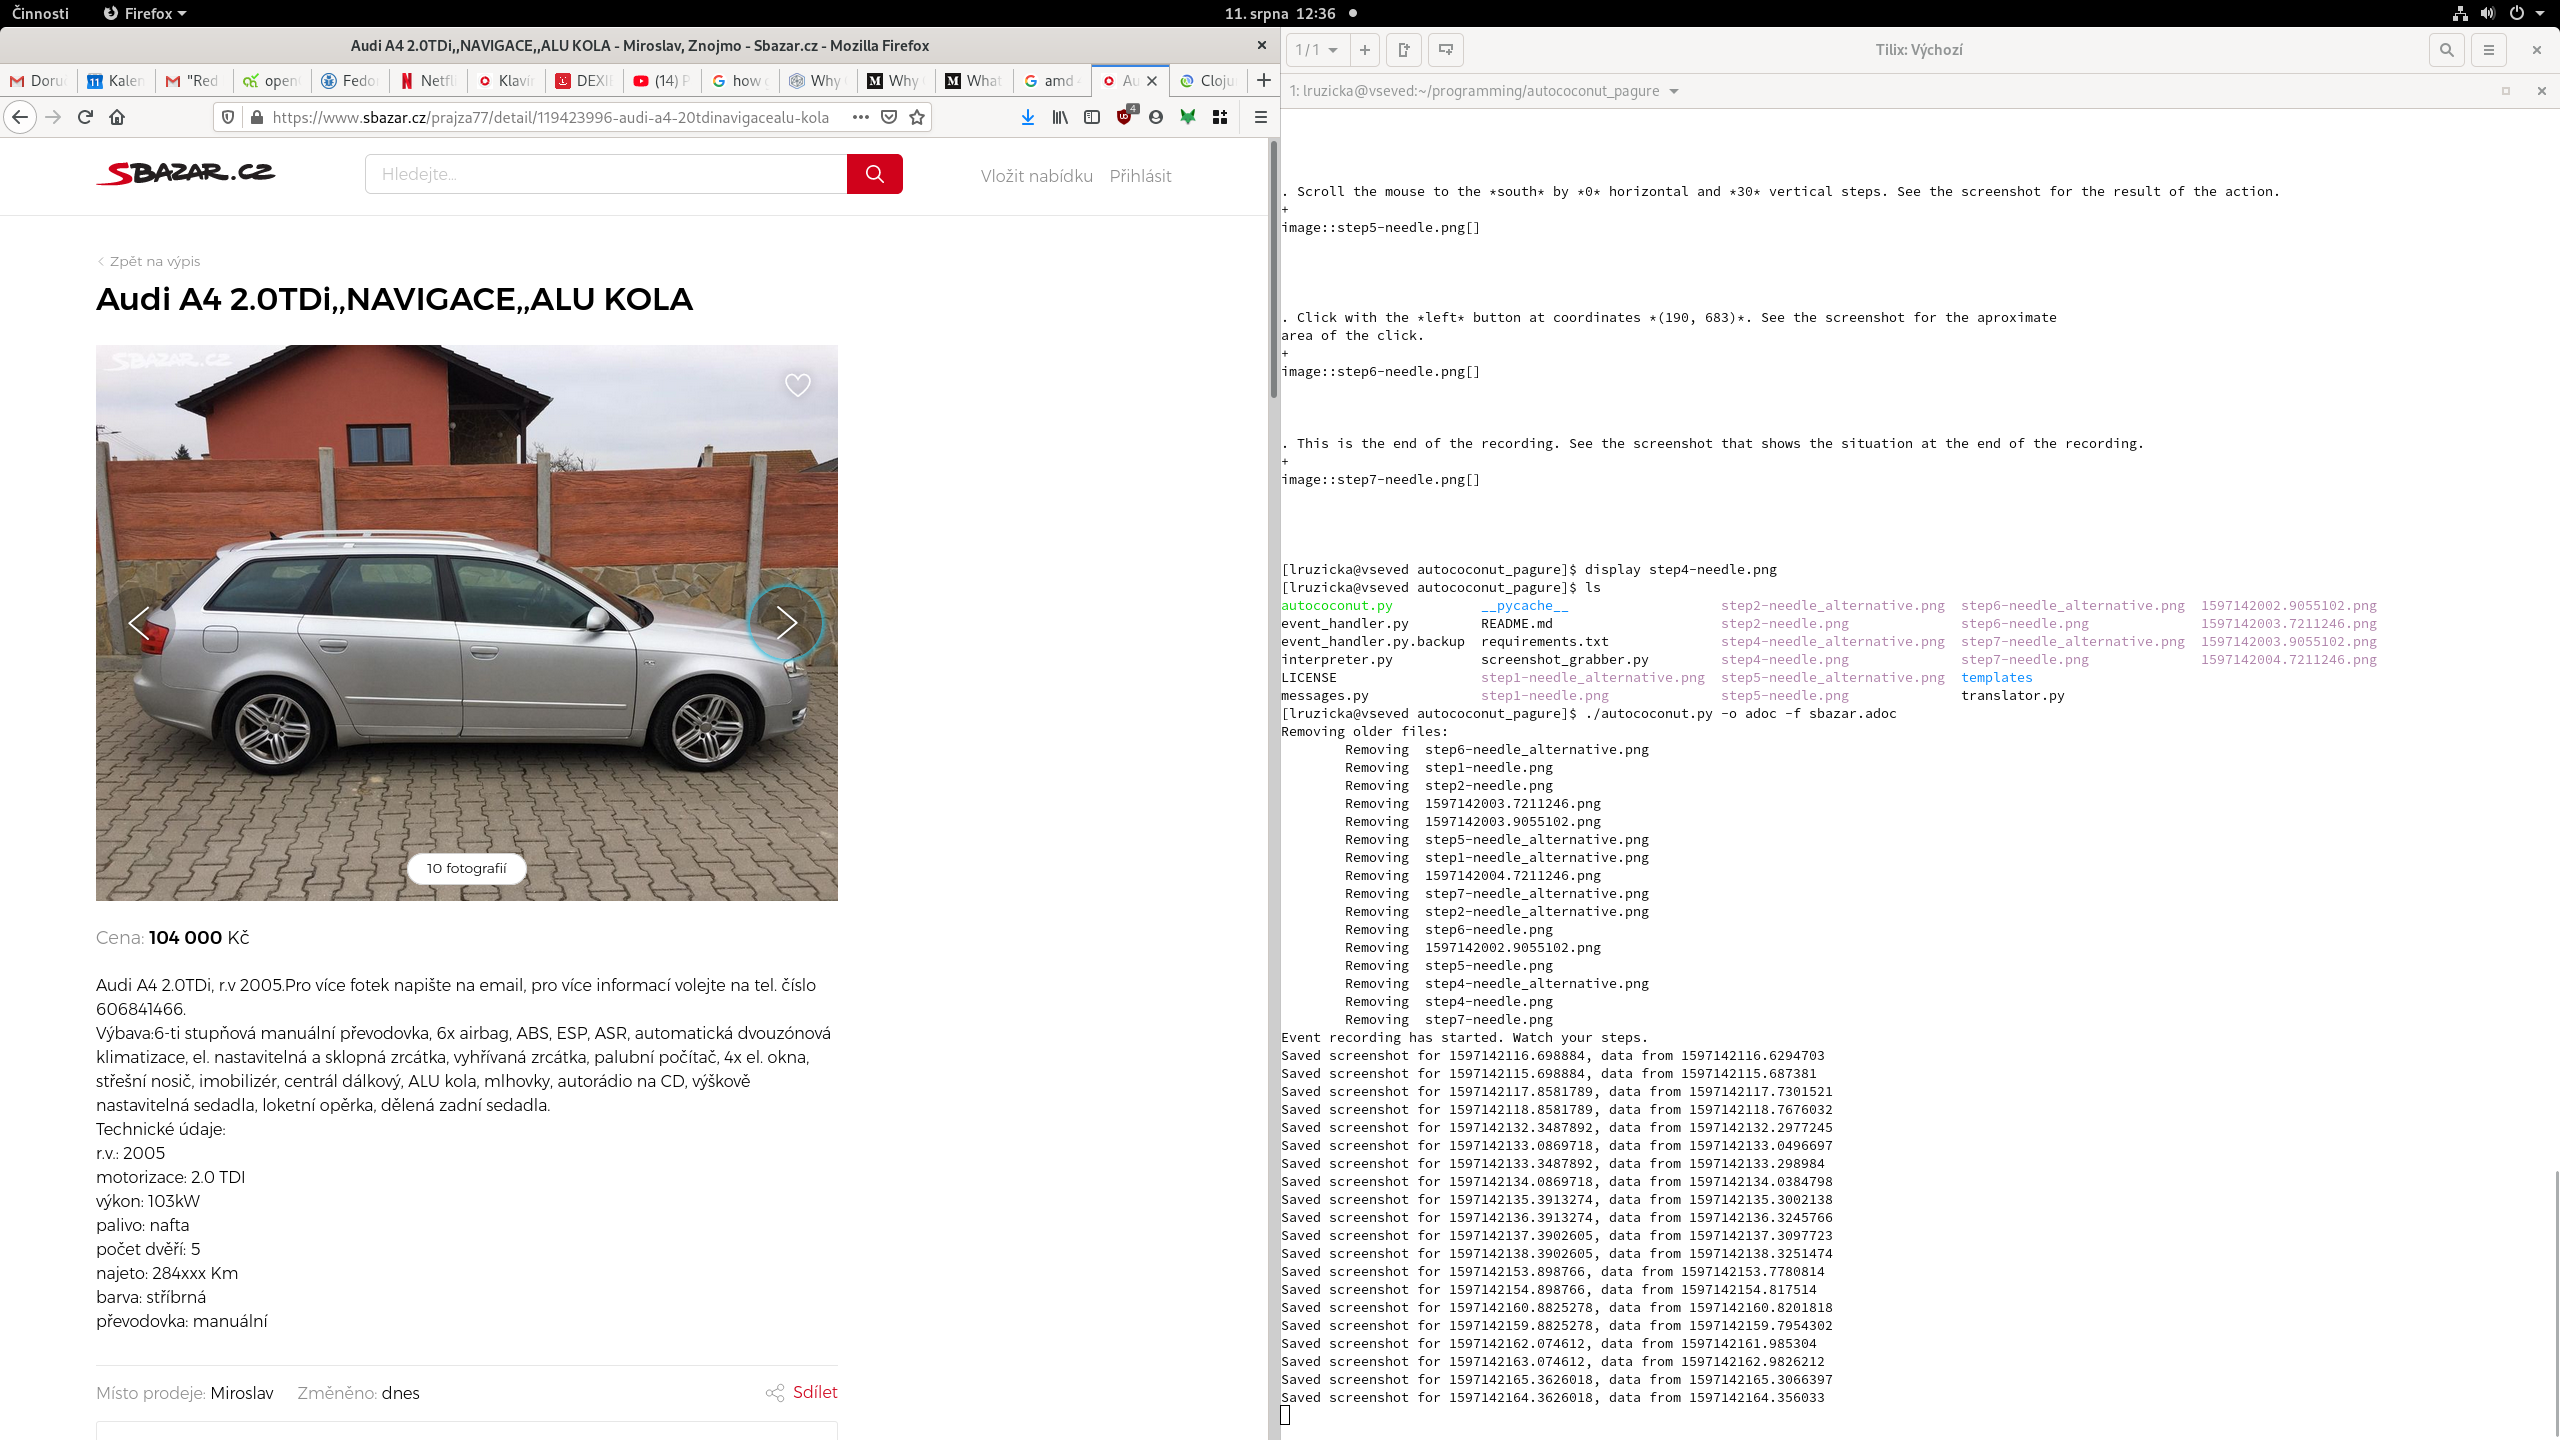 Činnosti
Firefox
11. srpna 12:36
Audi A4 2.0TDi,,NAVIGACE,,ALU KOLA - Miroslav, Znojmo - Sbazar.cz - Mozilla Firefox
Doru
Kalen
"Red
open
Fedo
Netfl
Klavír
DEXI
(14) P
how
Why
Why
What
amd
Au
Cloju
https://www.sbazar.cz/prajza77/detail/119423996-audi-a4-20tdinavigacealu-kola
4
SBAZAR.CZ
Hledejte...
Vložit nabídku
Přihlásit
Zpět na výpis
Audi A4 2.0TDi,,NAVIGACE,,ALU KOLA
SBAZAR.CZ
10 fotografií
Cena: 104 000 Kč
Audi A4 2.0TDi, r.v 2005.Pro více fotek napište na email, pro více informací volejte na tel. číslo
606841466.
Výbava:6-ti stupňová manuální převodovka, 6x airbag, ABS, ESP, ASR, automatická dvouzónová
klimatizace, el. nastavitelná a sklopná zrcátka, vyhřívaná zrcátka, palubní počítač, 4x el. okna,
střešní nosič, imobilizér, centrál dálkový, ALU kola, mlhovky, autorádio na CD, výškově
nastavitelná sedadla, loketní opěrka, dělená zadní sedadla.
Technické údaje:
r.v.: 2005
motorizace: 2.0 TDI
výkon: 103kW
palivo: nafta
počet dvěří: 5
najeto: 284xxx Km
barva: stříbrná
převodovka: manuální
Místo prodeje: Miroslav
Změněno: dnes
Sdílet
1 / 1
Tilix: Výchozí
1: lruzicka@vseved:~/programming/autococonut_pagure
. Scroll the mouse to the *south* by *0* horizontal and *30* vertical steps. See the screenshot for the result of the action.
+
image::step5-needle.png[]
. Click with the *left* button at coordinates *(190, 683)*. See the screenshot for the aproximate
area of the click.
+
image::step6-needle.png[]
. This is the end of the recording. See the screenshot that shows the situation at the end of the recording.
+
image::step7-needle.png[]
[lruzicka@vseved autococonut_pagure]$ display step4-needle.png
[lruzicka@vseved autococonut_pagure]$ ls
autococonut.py __pycache__ step2-needle_alternative.png step6-needle_alternative.png 1597142002.9055102.png
event_handler.py README.md step2-needle.png step6-needle.png 1597142003.7211246.png
event_handler.py.backup requirements.txt step4-needle_alternative.png step7-needle_alternative.png 1597142003.9055102.png
interpreter.py screenshot_grabber.py step4-needle.png step7-needle.png 1597142004.7211246.png
LICENSE step1-needle_alternative.png step5-needle_alternative.png templates
messages.py step1-needle.png step5-needle.png translator.py
[lruzicka@vseved autococonut_pagure]$ ./autococonut.py -o adoc -f sbazar.adoc
Removing older files:
Removing step6-needle_alternative.png
Removing step1-needle.png
Removing step2-needle.png
Removing 1597142003.7211246.png
Removing 1597142003.9055102.png
Removing step5-needle_alternative.png
Removing step1-needle_alternative.png
Removing 1597142004.7211246.png
Removing step7-needle_alternative.png
Removing step2-needle_alternative.png
Removing step6-needle.png
Removing 1597142002.9055102.png
Removing step5-needle.png
Removing step4-needle_alternative.png
Removing step4-needle.png
Removing step7-needle.png
Event recording has started. Watch your steps.
Saved screenshot for 1597142116.698884, data from 1597142116.6294703
Saved screenshot for 1597142115.698884, data from 1597142115.687381
Saved screenshot for 1597142117.8581789, data from 1597142117.7301521
Saved screenshot for 1597142118.8581789, data from 1597142118.7676032
Saved screenshot for 1597142132.3487892, data from 1597142132.2977245
Saved screenshot for 1597142133.0869718, data from 1597142133.0496697
Saved screenshot for 1597142133.3487892, data from 1597142133.298984
Saved screenshot for 1597142134.0869718, data from 1597142134.0384798
Saved screenshot for 1597142135.3913274, data from 1597142135.3002138
Saved screenshot for 1597142136.3913274, data from 1597142136.3245766
Saved screenshot for 1597142137.3902605, data from 1597142137.3097723
Saved screenshot for 1597142138.3902605, data from 1597142138.3251474
Saved screenshot for 1597142153.898766, data from 1597142153.7780814
Saved screenshot for 1597142154.898766, data from 1597142154.817514
Saved screenshot for 1597142160.8825278, data from 1597142160.8201818
Saved screenshot for 1597142159.8825278, data from 1597142159.7954302
Saved screenshot for 1597142162.074612, data from 1597142161.985304
Saved screenshot for 1597142163.074612, data from 1597142162.9826212
Saved screenshot for 1597142165.3626018, data from 1597142165.3066397
Saved screenshot for 1597142164.3626018, data from 1597142164.356033